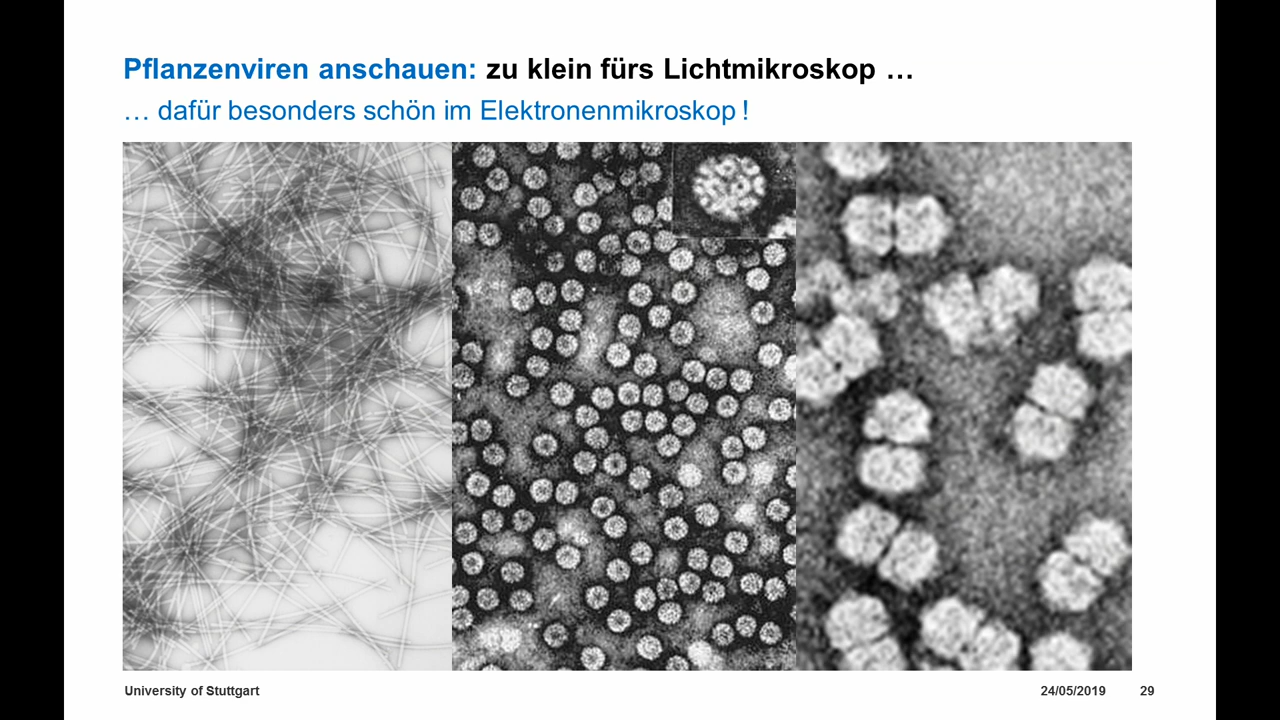 Pflanzenviren anschauen: zu klein fürs Lichtmikroskop …
… dafür besonders schön im Elektronenmikroskop !
University of Stuttgart
24/05/2019
29